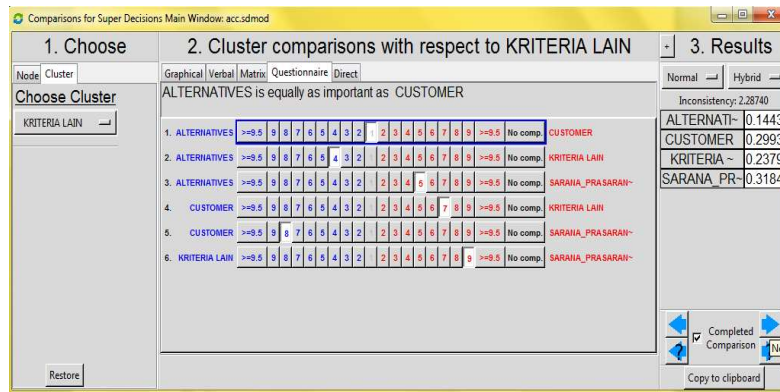 Comparisons for Super Decisions Main Window: acc.sdmod
1. Choose
Node Cluster
Choose Cluster
KRITERIA LAIN
Restore
2. Cluster comparisons with respect to KRITERIA LAIN
Graphical Verbal Matrix Questionnaire Direct
ALTERNATIVES is equally as important as CUSTOMER
1. ALTERNATIVES >=9.5 9 8 7 6 5 4 3 2 1 2 3 4 5 6 7 8 9 >=9.5 No comp. CUSTOMER
2. ALTERNATIVES >=9.5 9 8 7 6 5 4 3 2 1 2 3 4 5 6 7 8 9 >=9.5 No comp. KRITERIA LAIN
3. ALTERNATIVES >=9.5 9 8 7 6 5 4 3 2 1 2 3 4 5 6 7 8 9 >=9.5 No comp. SARANA_PRASARAN~
4. CUSTOMER >=9.5 9 8 7 6 5 4 3 2 1 2 3 4 5 6 7 8 9 >=9.5 No comp. KRITERIA LAIN
5. CUSTOMER >=9.5 9 8 7 6 5 4 3 2 1 2 3 4 5 6 7 8 9 >=9.5 No comp. SARANA_PRASARAN~
6. KRITERIA LAIN >=9.5 9 8 7 6 5 4 3 2 1 2 3 4 5 6 7 8 9 >=9.5 No comp. SARANA_PRASARAN~
+ 3. Results
Normal Hybrid
Inconsistency: 2.28740
ALTERNATI~ 0.1443
CUSTOMER 0.2993
KRITERIA ~ 0.2379
SARANA_PR~ 0.3184
Completed
Comparison
?
Copy to clipboard